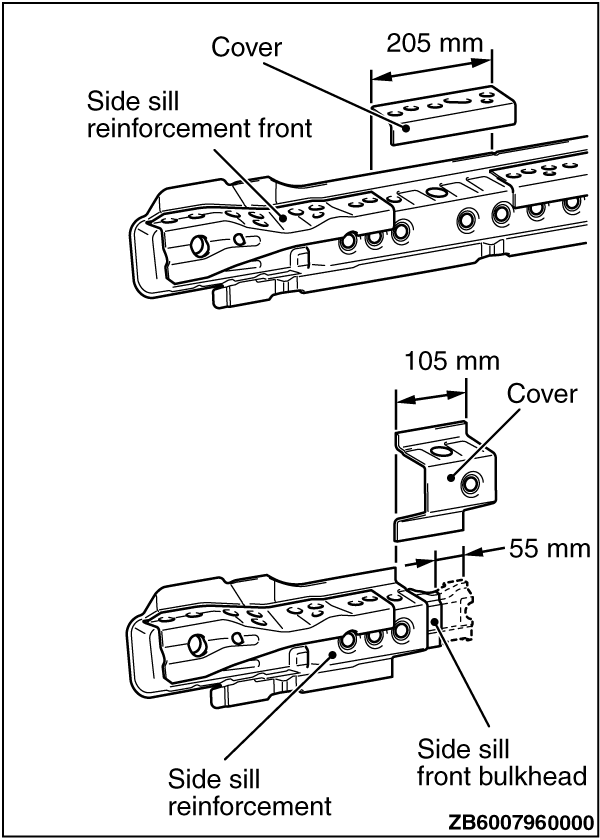 205 mm
Cover
Side sill
reinforcement front
105 mm
Cover
55 mm
Side sill
front bulkhead
Side sill
reinforcement
ZB6007960000